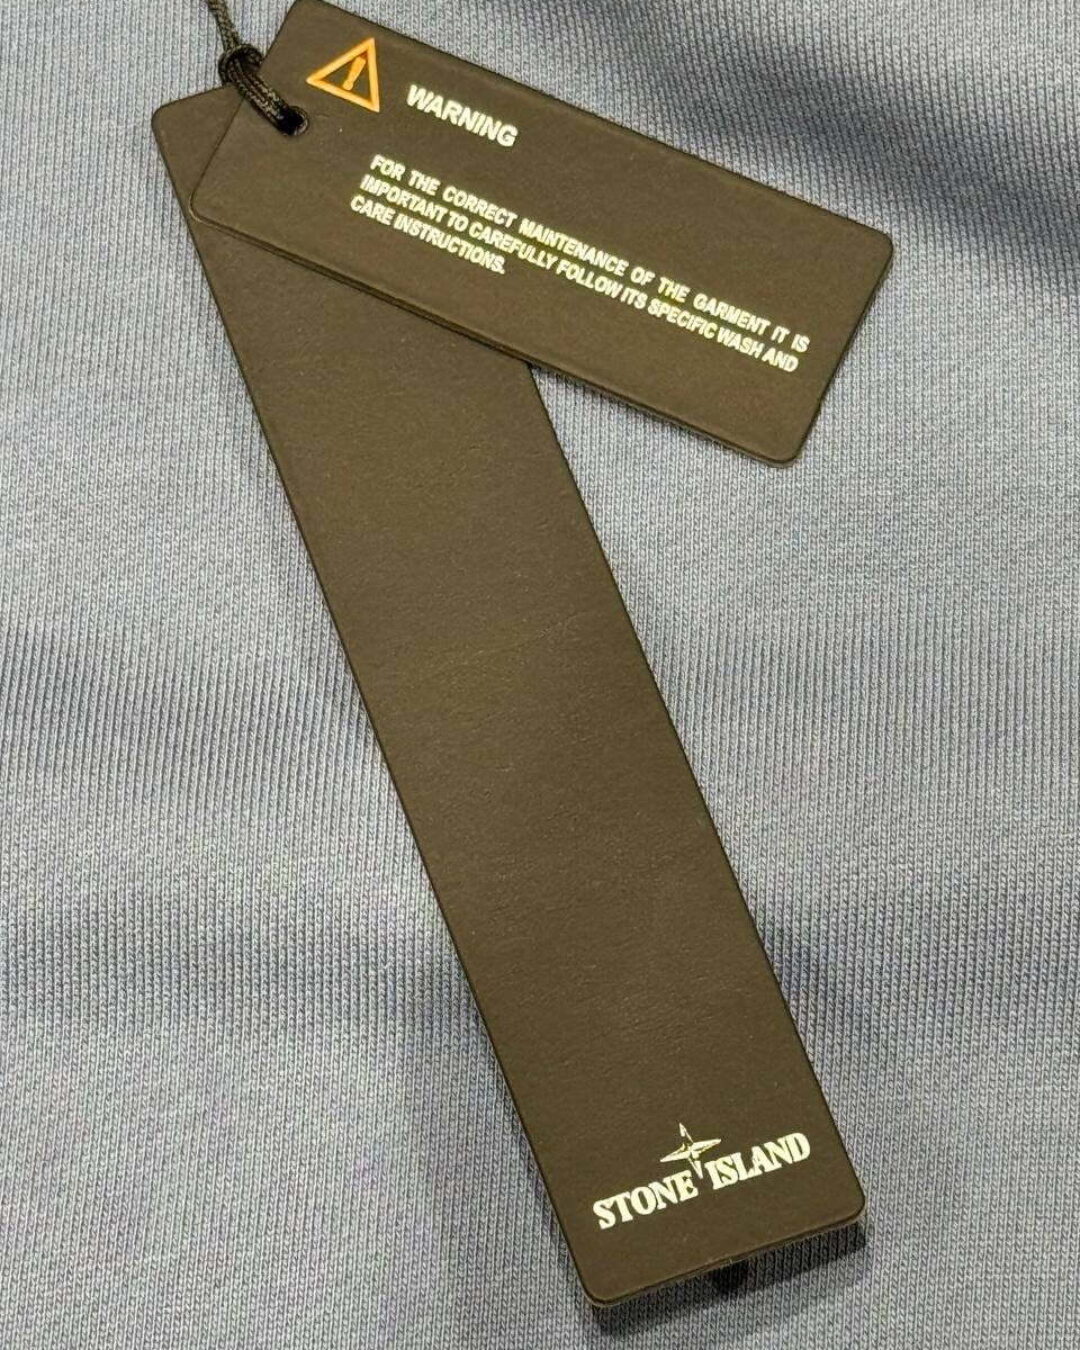 WARNING
FOR THE CORRECT MAINTENANCE OF THE GARMENT IT IS
IMPORTANT TO CAREFULLY FOLLOW ITS SPECIFIC WASH AND
CARE INSTRUCTIONS.
STONE ISLAND